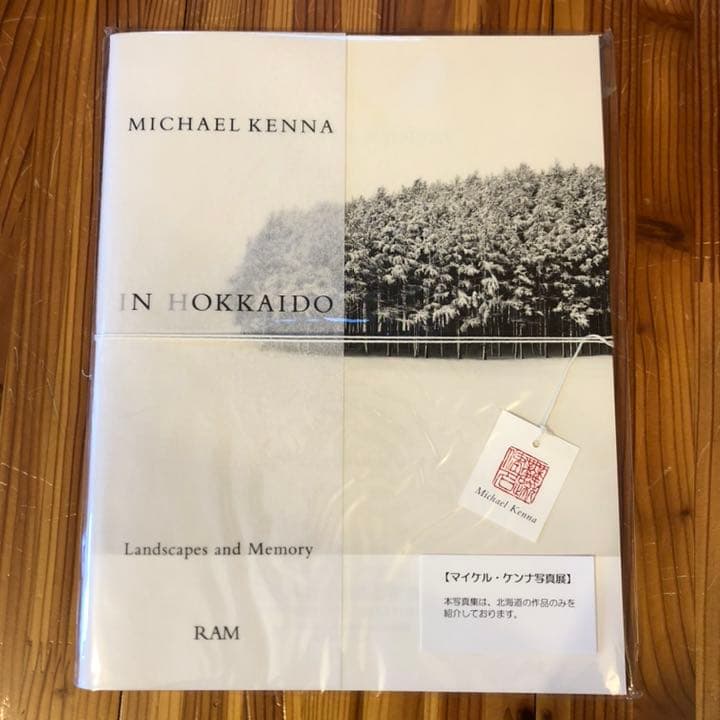 MICHAEL KENNA
IN HOKKAIDO
Michael Kenna
Landscapes and Memory
【マイケル・ケンナ写真展】
本写真集は、北海道の作品のみを
紹介しております。
RAM